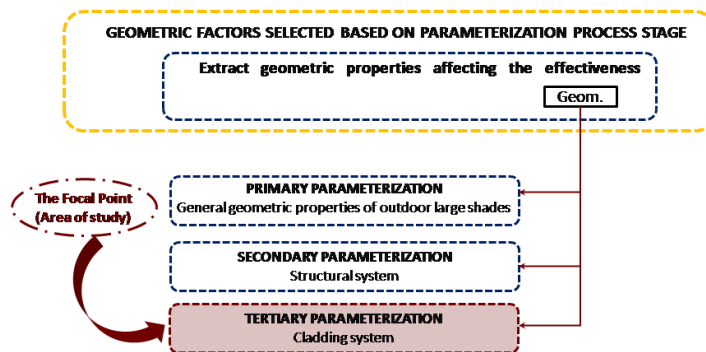 GEOMETRIC FACTORS SELECTED BASED ON PARAMETERIZATION PROCESS STAGE
Extract geometric properties affecting the effectiveness
Geom.
PRIMARY PARAMETERIZATION
General geometric properties of outdoor large shades
The Focal Point
(Area of study)
SECONDARY PARAMETERIZATION
Structural system
TERTIARY PARAMETERIZATION
Cladding system